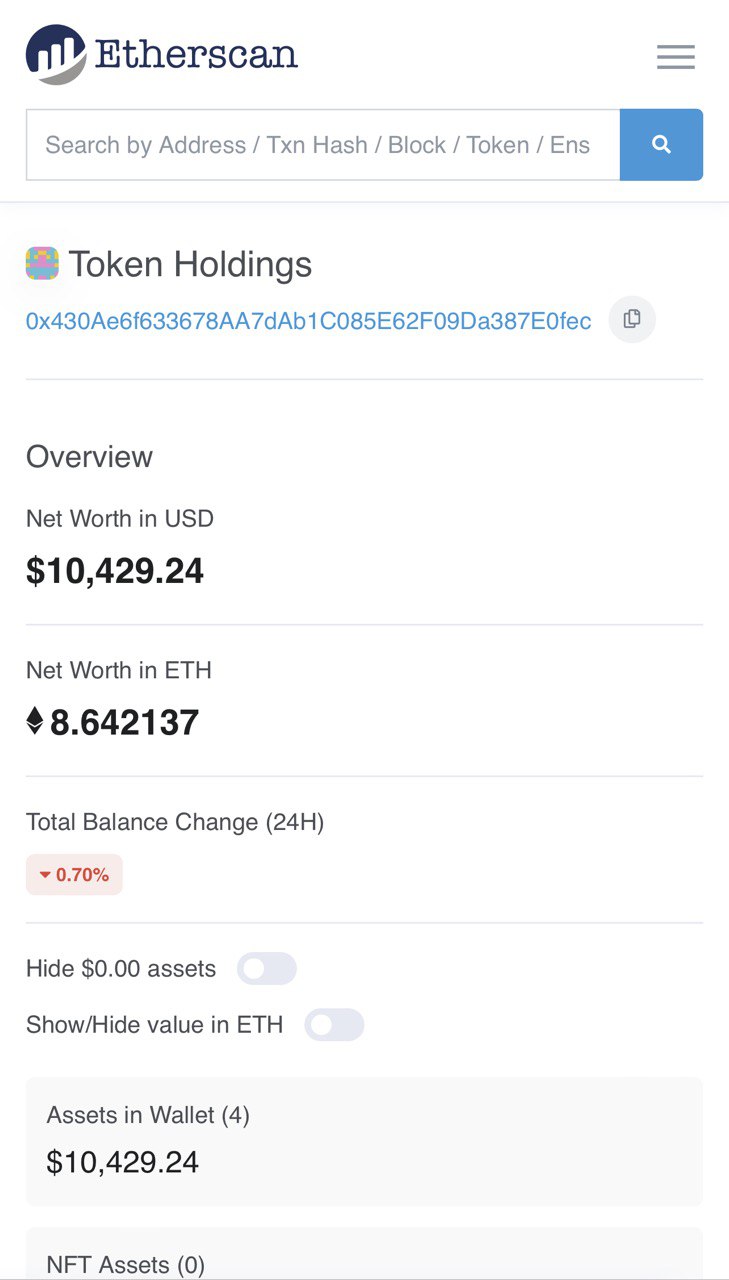 Etherscan
Search by Address / Txn Hash / Block / Token / Ens
Token Holdings
0x430Ae6f633678AA7dAb1C085E62F09Da387E0fec
Overview
Net Worth in USD
$10,429.24
Net Worth in ETH
8.642137
Total Balance Change (24H)
0.70%
Hide $0.00 assets
Show/Hide value in ETH
Assets in Wallet (4)
$10,429.24
NFT Assets (0)